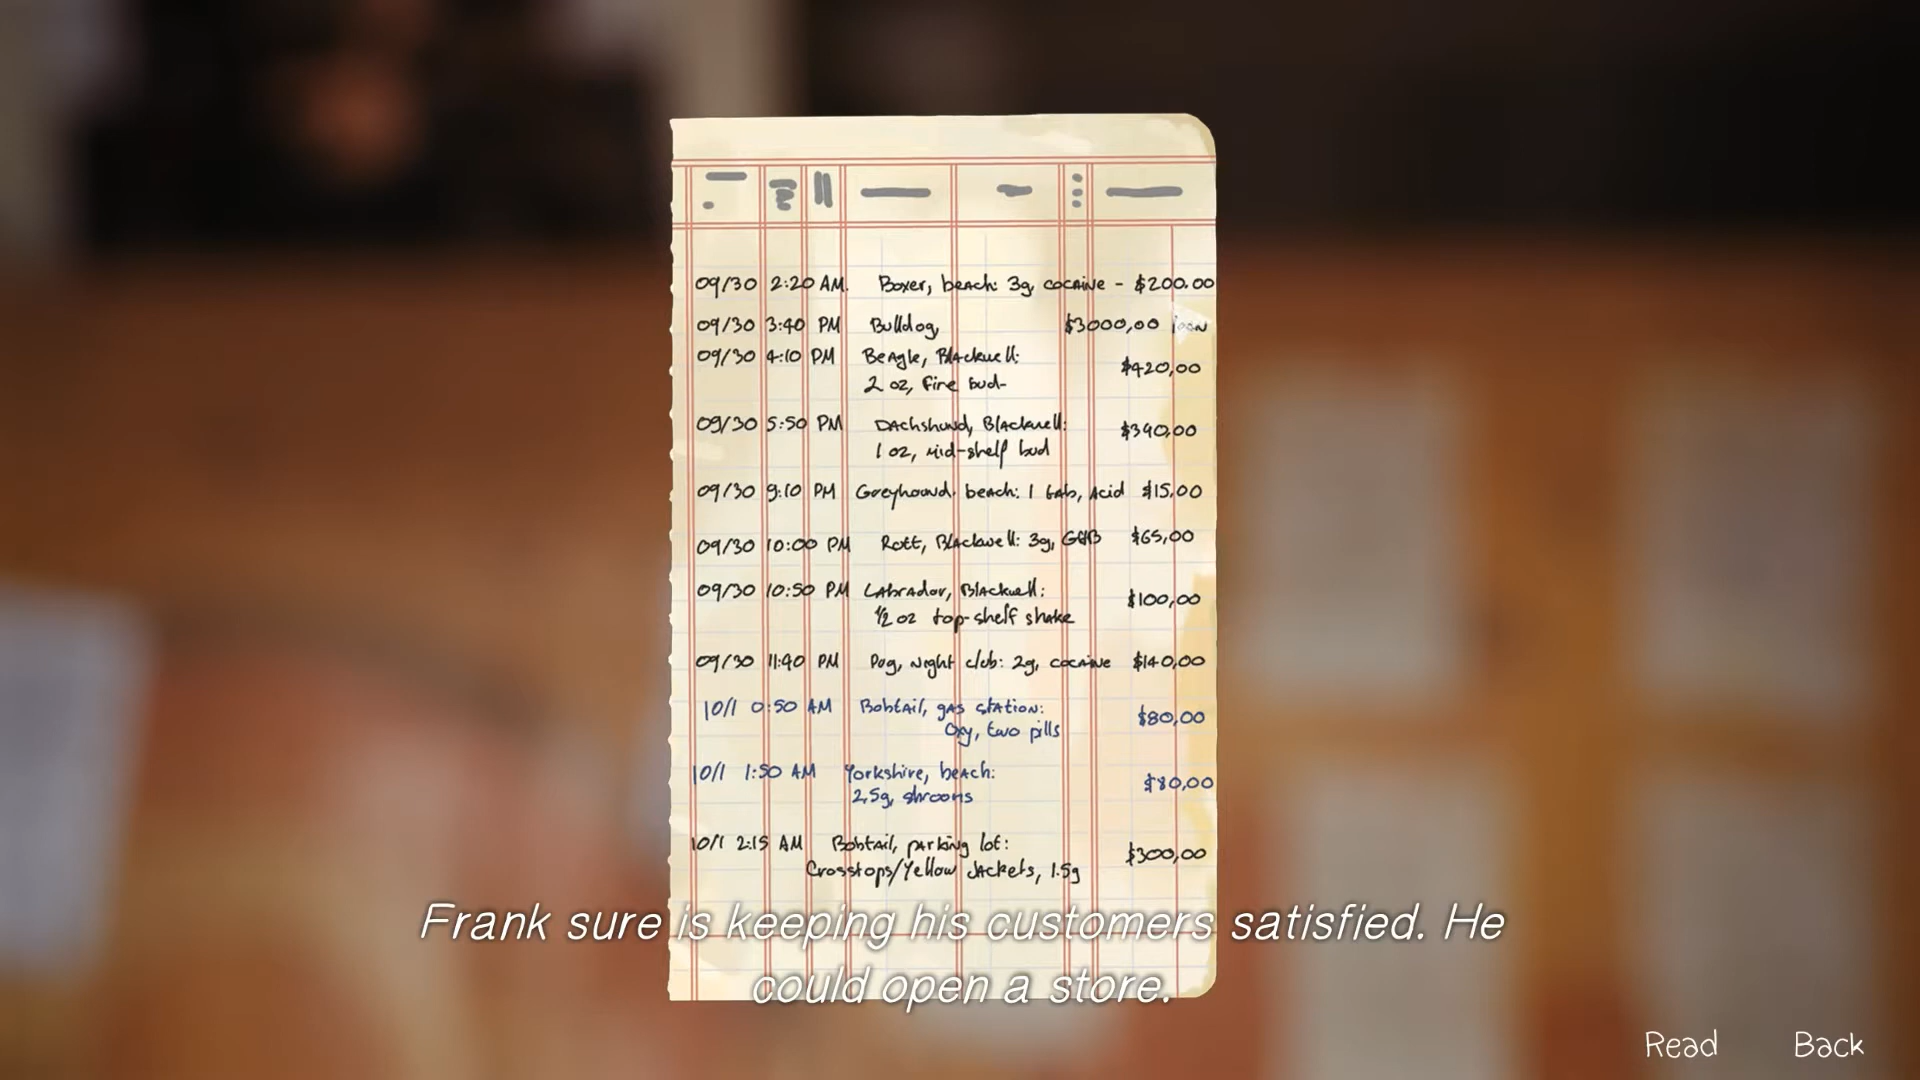 09/30 2:20 AM. Boxer, beach: 3g, cocaine - $200.00
09/30 3:40 PM Bulldog, $3000,00 loan
09/30 4:10 PM Beagle, Blackwell: $420,00
2 oz, fire bud-
09/30 5:50 PM Dachshund, Blackwell: $340,00
1 oz, mid-shelf bud
09/30 9:10 PM Greyhound, beach: 1 tab, acid $15,00
09/30 10:00 PM Rott, Blackwell: 3g, GHB $65,00
09/30 10:50 PM Labrador, Blackwell: $100,00
1/2 oz top-shelf shake
09/30 11:40 PM Pug, night club: 2g, cocaine $140,00
10/1 0:50 AM Bobtail, gas station: $80,00
Oxy, two pills
10/1 1:50 AM Yorkshire, beach: $80,00
2,5g, shrooms
10/1 2:15 AM Bobtail, parking lot: $300,00
Crosstops/Yellow Jackets, 1.5g
Frank sure is keeping his customers satisfied. He
could open a store.
Read Back